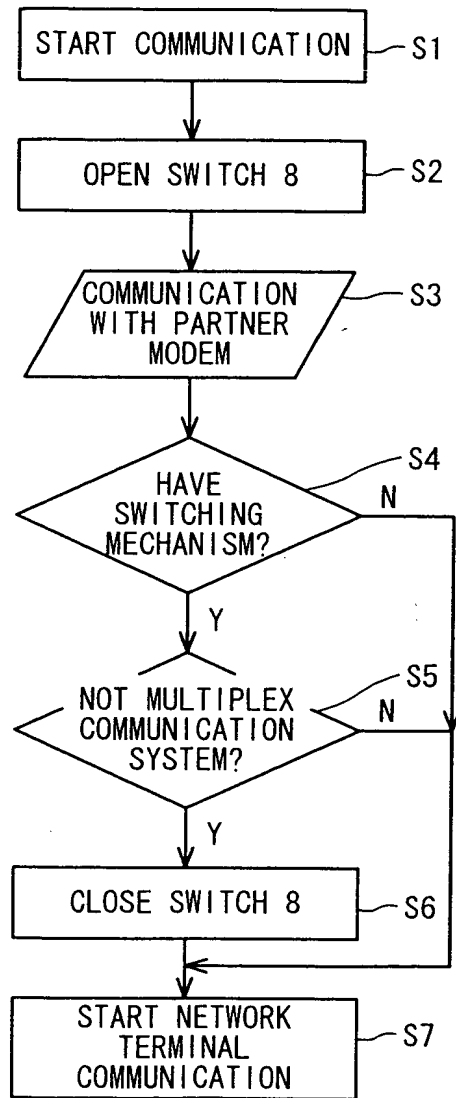 START COMMUNICATION
S1
OPEN SWITCH 8
S2
COMMUNICATION
WITH PARTNER
MODEM
S3
S4
HAVE
SWITCHING
MECHANISM?
N
Y
S5
NOT MULTIPLEX
COMMUNICATION
SYSTEM?
N
Y
CLOSE SWITCH 8
S6
START NETWORK
TERMINAL
COMMUNICATION
S7